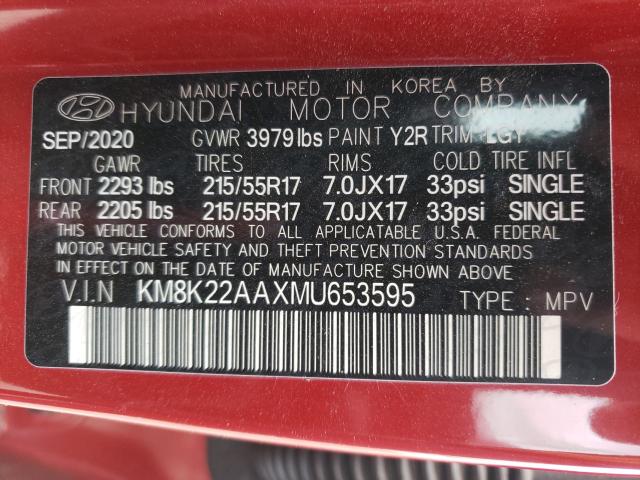 MANUFACTURED IN KOREA BY
HYUNDAI MOTOR COMPANY
SEP/2020 GVWR 3979 lbs PAINT Y2R TRIM LGY
GAWR TIRES RIMS COLD TIRE INFL
FRONT 2293 lbs 215/55R17 7.0JX17 33psi SINGLE
REAR 2205 lbs 215/55R17 7.0JX17 33psi SINGLE
THIS VEHICLE CONFORMS TO ALL APPLICATABLE U.S.A. FEDERAL
MOTOR VEHICLE SAFETY AND THEFT PREVENTION STANDARDS
IN EFFECT ON THE DATE OF MANUFACTURE SHOWN ABOVE
V.I.N KM8K22AAXMU653595 TYPE : MPV